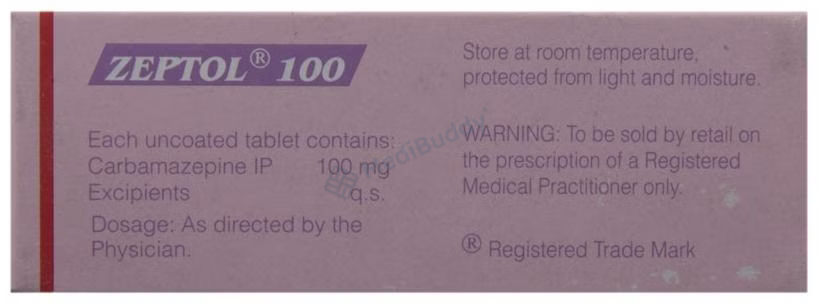 ZEPTOL® 100
Each uncoated tablet contains:
Carbamazepine IP 100 mg
Excipients q.s.
Dosage: As directed by the
Physician.
Store at room temperature,
protected from light and moisture.
WARNING: To be sold by retail on
the prescription of a Registered
Medical Practitioner only.
® Registered Trade Mark
MediBuddy